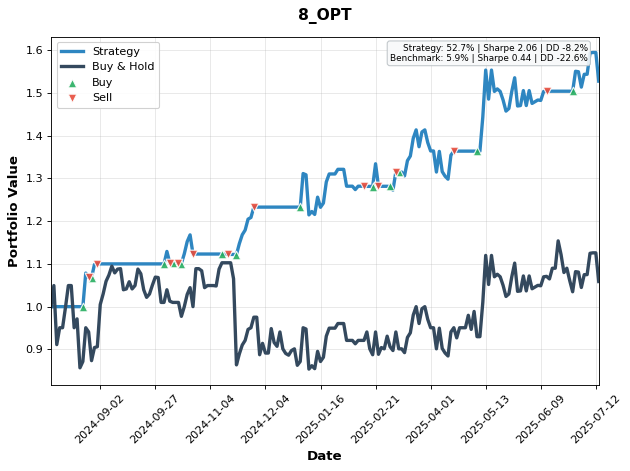 8_OPT
Strategy: 52.7% | Sharpe 2.06 | DD -8.2%
Benchmark: 5.9% | Sharpe 0.44 | DD -22.6%
Strategy
Buy & Hold
Buy
Sell
Portfolio Value
1.6
1.5
1.4
1.3
1.2
1.1
1.0
0.9
2024-09-02
2024-09-27
2024-11-04
2024-12-04
2025-01-16
2025-02-21
2025-04-01
2025-05-13
2025-06-09
2025-07-12
Date